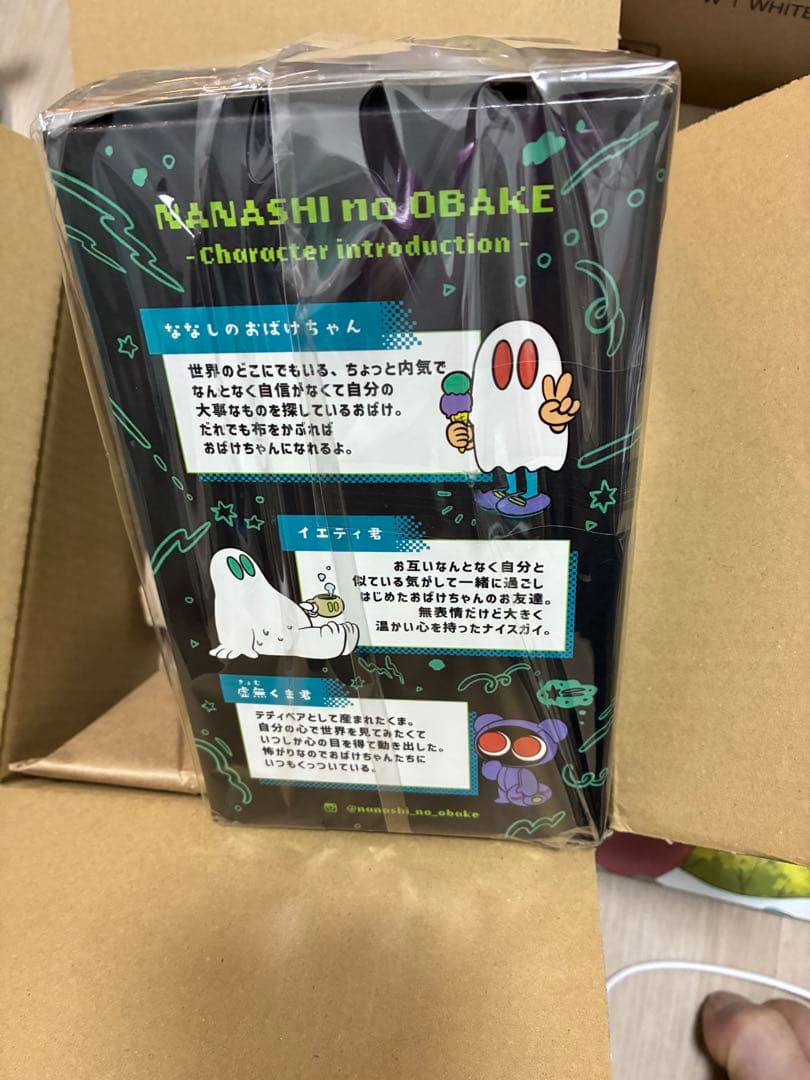 WHITE
NANASHI no OBAKE
- Character introduction -
ななしのおばけちゃん
世界のどこにでもいる、ちょっと内気で
なんとなく自信がなくて自分の
大事なものを探しているおばけ。
だれでも布をかぶれば
おばけちゃんになれるよ。
イエティ君
お互いなんとなく自分と
似ている気がして一緒に過ごし
はじめたおばけちゃんのお友達。
無表情だけど大きく
温かい心を持ったナイスガイ。
きょむ
虚無くま君
テディベアとして産まれたくま。
自分の心で世界を見てみたくて
いつしか心の目を得て動き出した。
怖がりなのでおばけちゃんたちに
いつもくっついている。
@nanashi_no_obake